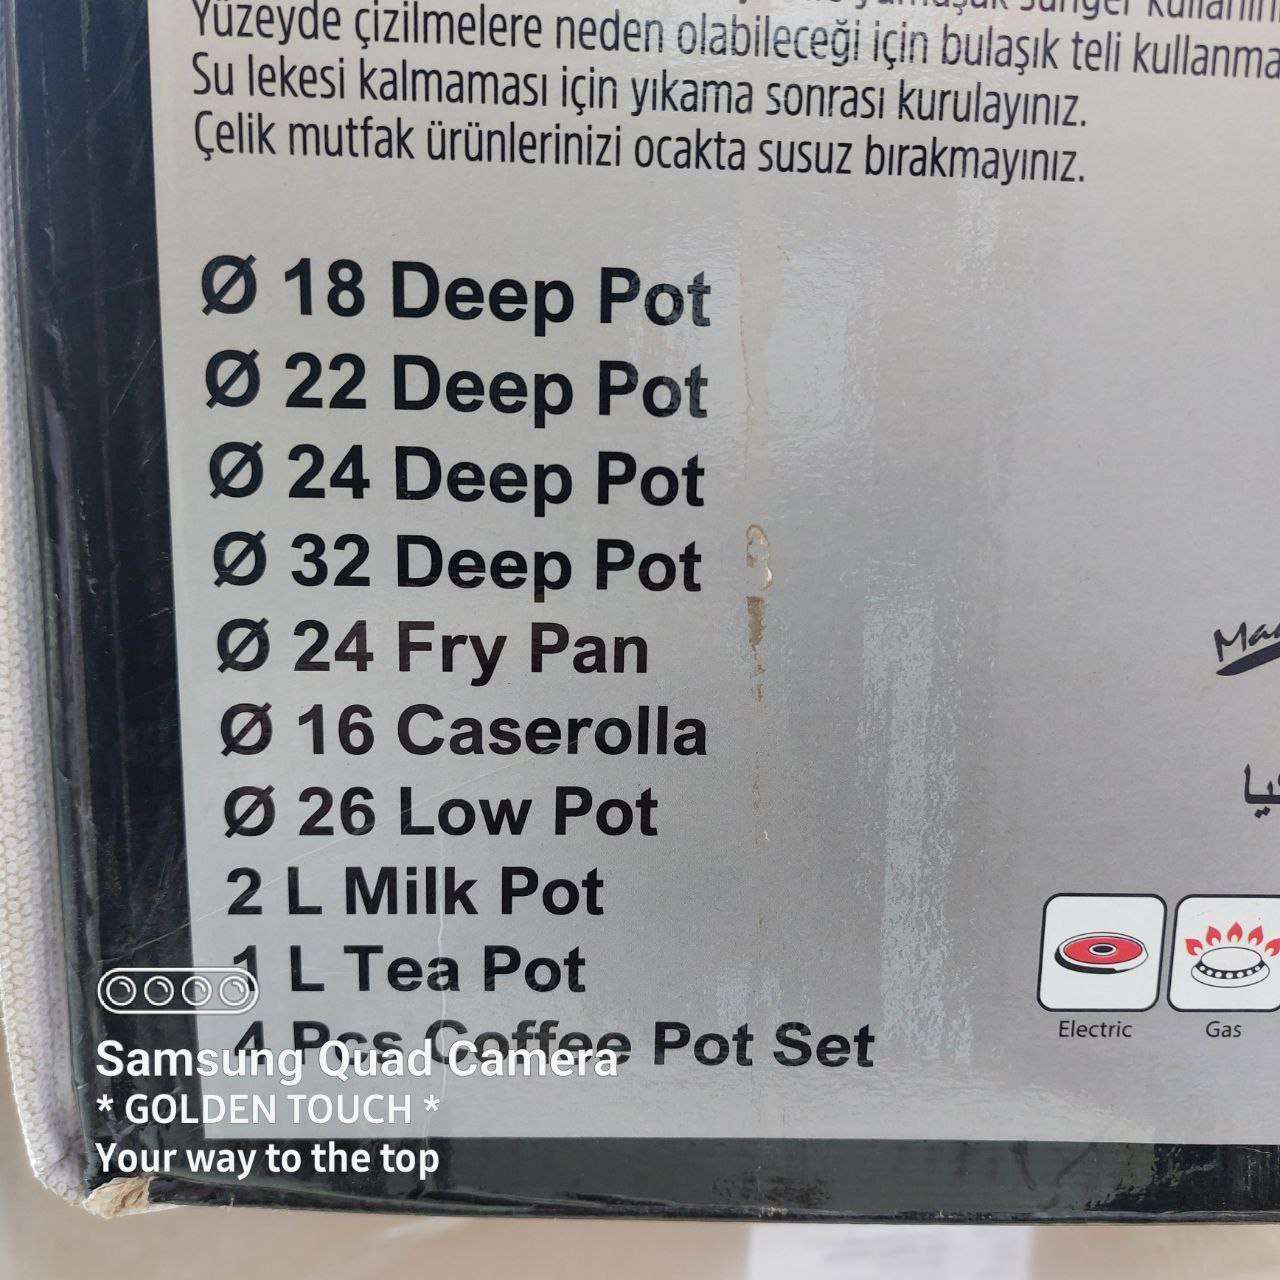 Yüzeyde çizilmelere neden olabileceği için bulaşık teli kullanma
Su lekesi kalmaması için yıkama sonrası kurulayınız.
Çelik mutfak ürünlerinizi ocakta susuz bırakmayınız.
Ø 18 Deep Pot
Ø 22 Deep Pot
Ø 24 Deep Pot
Ø 32 Deep Pot
Ø 24 Fry Pan
Ø 16 Caserolla
Ø 26 Low Pot
2 L Milk Pot
1 L Tea Pot
4 Pcs Coffee Pot Set
Electric
Gas
Samsung Quad Camera
* GOLDEN TOUCH *
Your way to the top